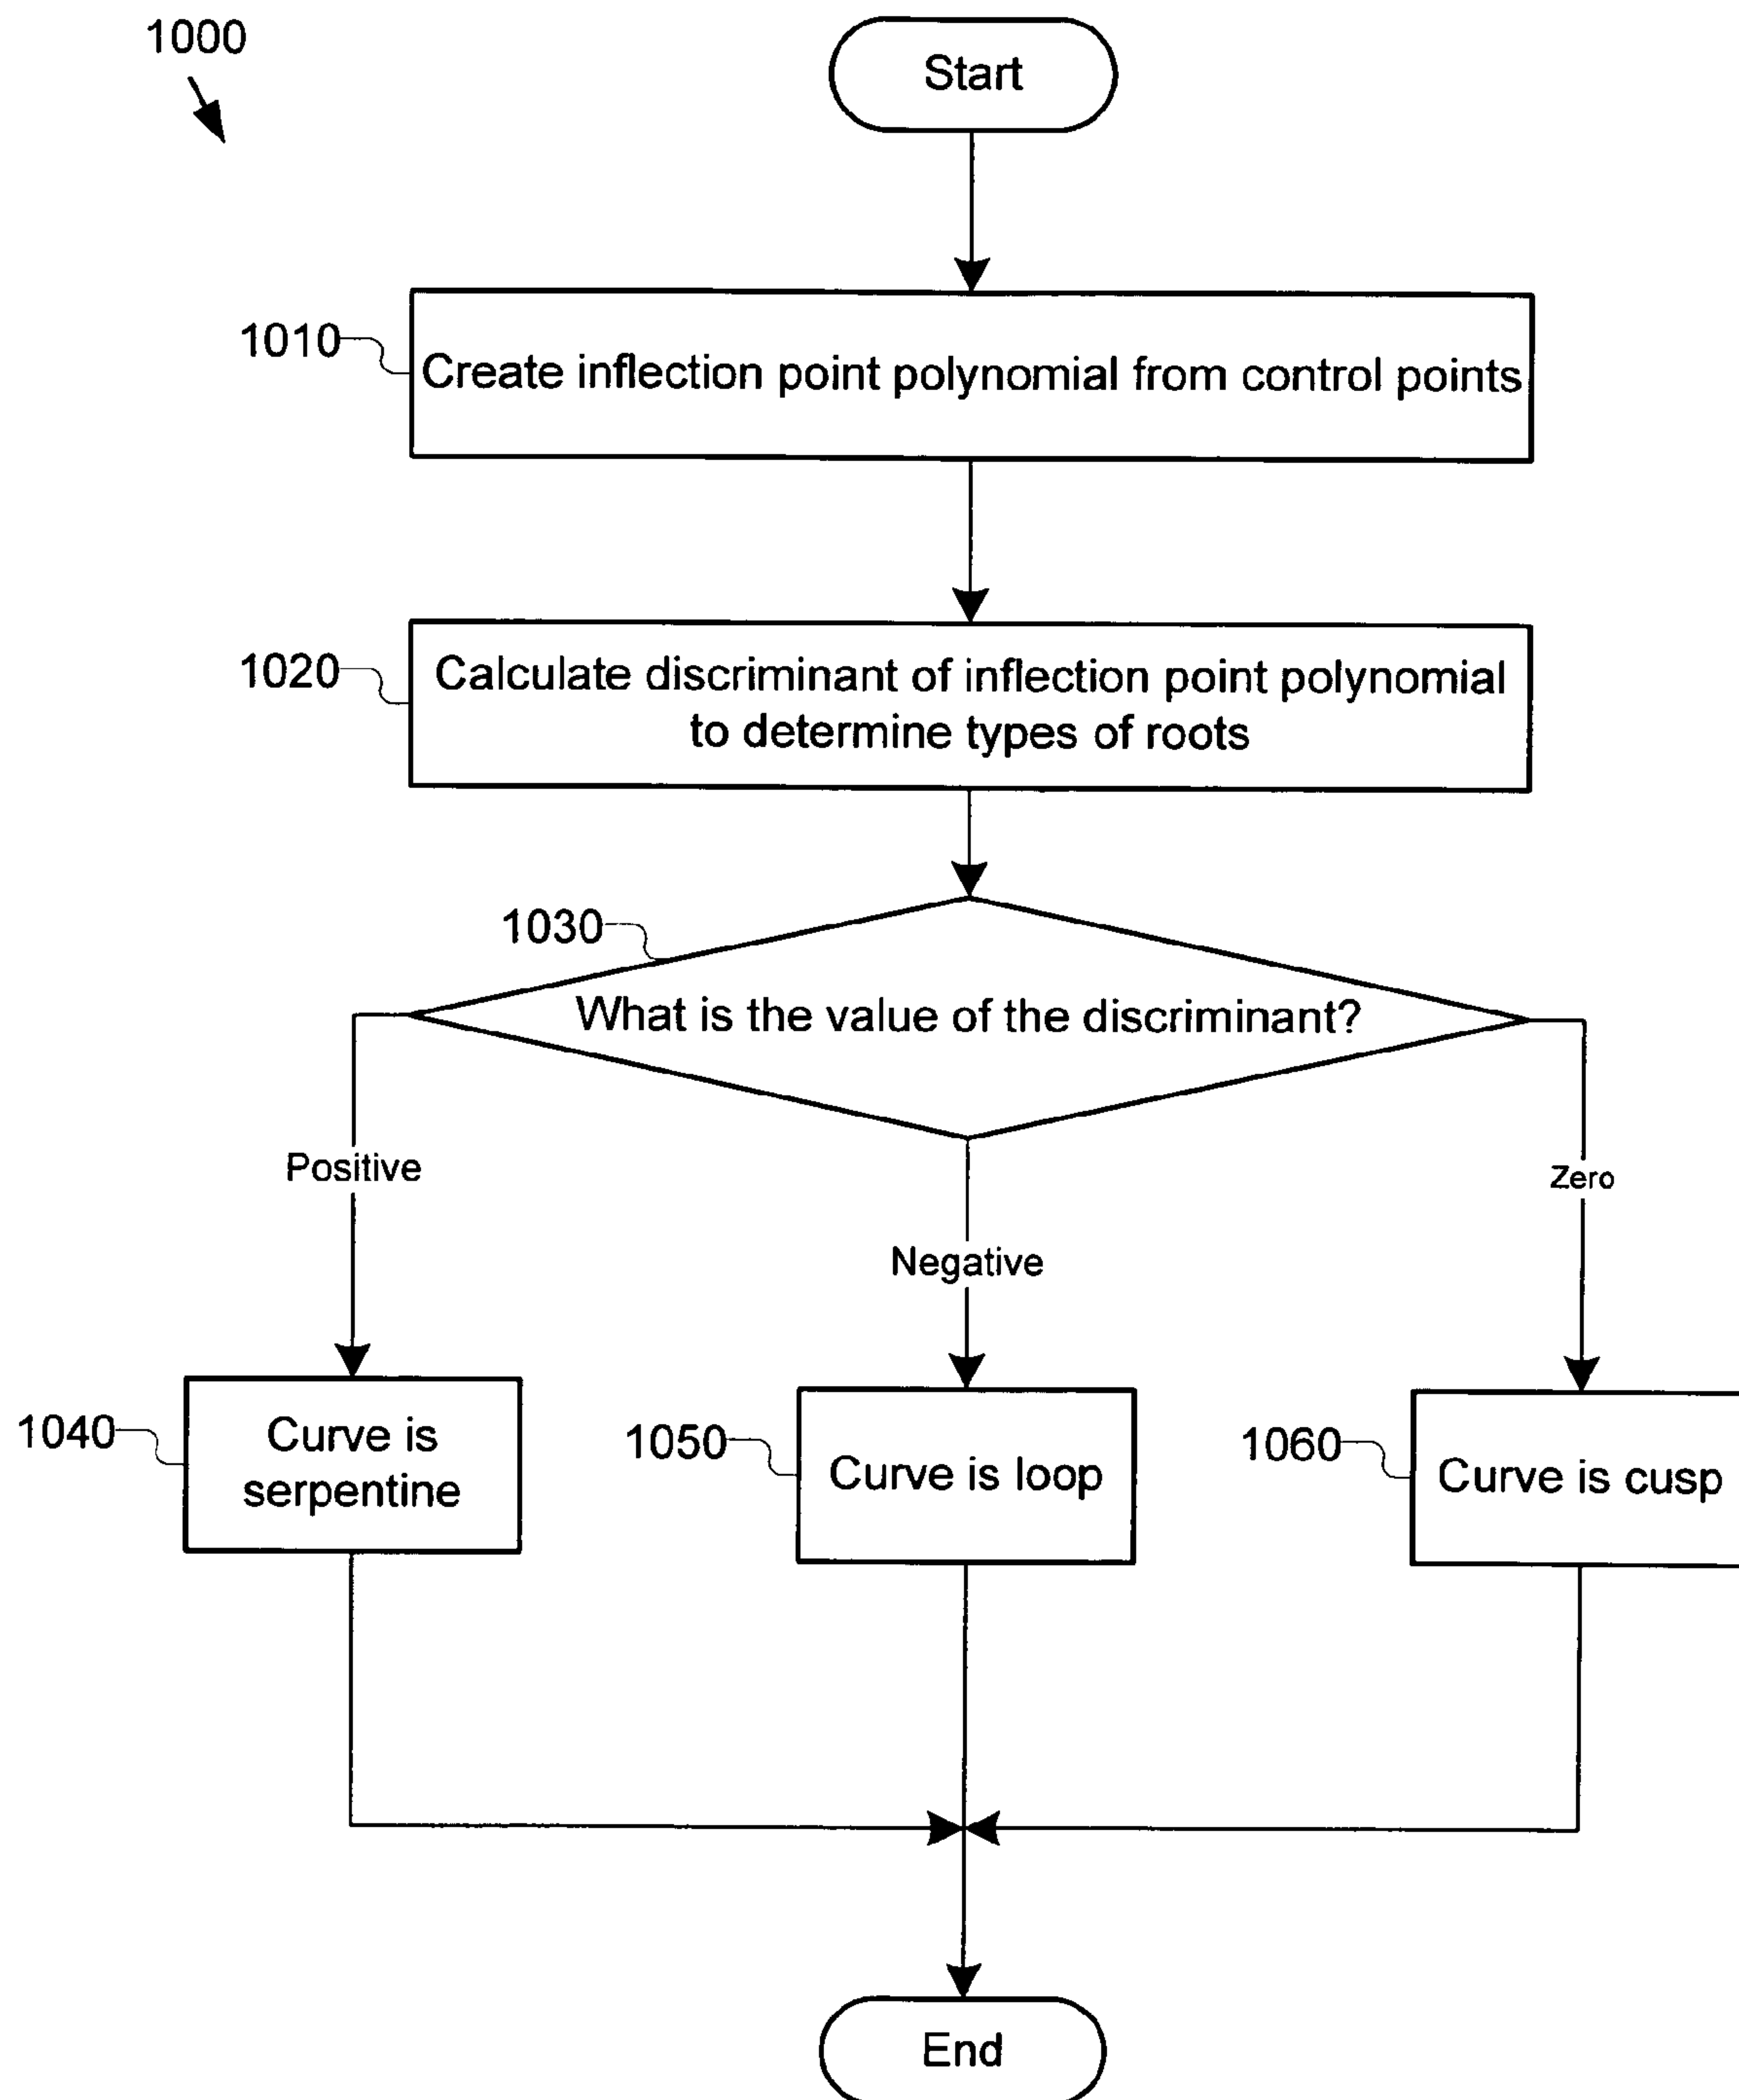 1000
Start
1010
Create inflection point polynomial from control points
1020
Calculate discriminant of inflection point polynomial
to determine types of roots
1030
What is the value of the discriminant?
Positive
Negative
Zero
1040
Curve is
serpentine
1050
Curve is loop
1060
Curve is cusp
End